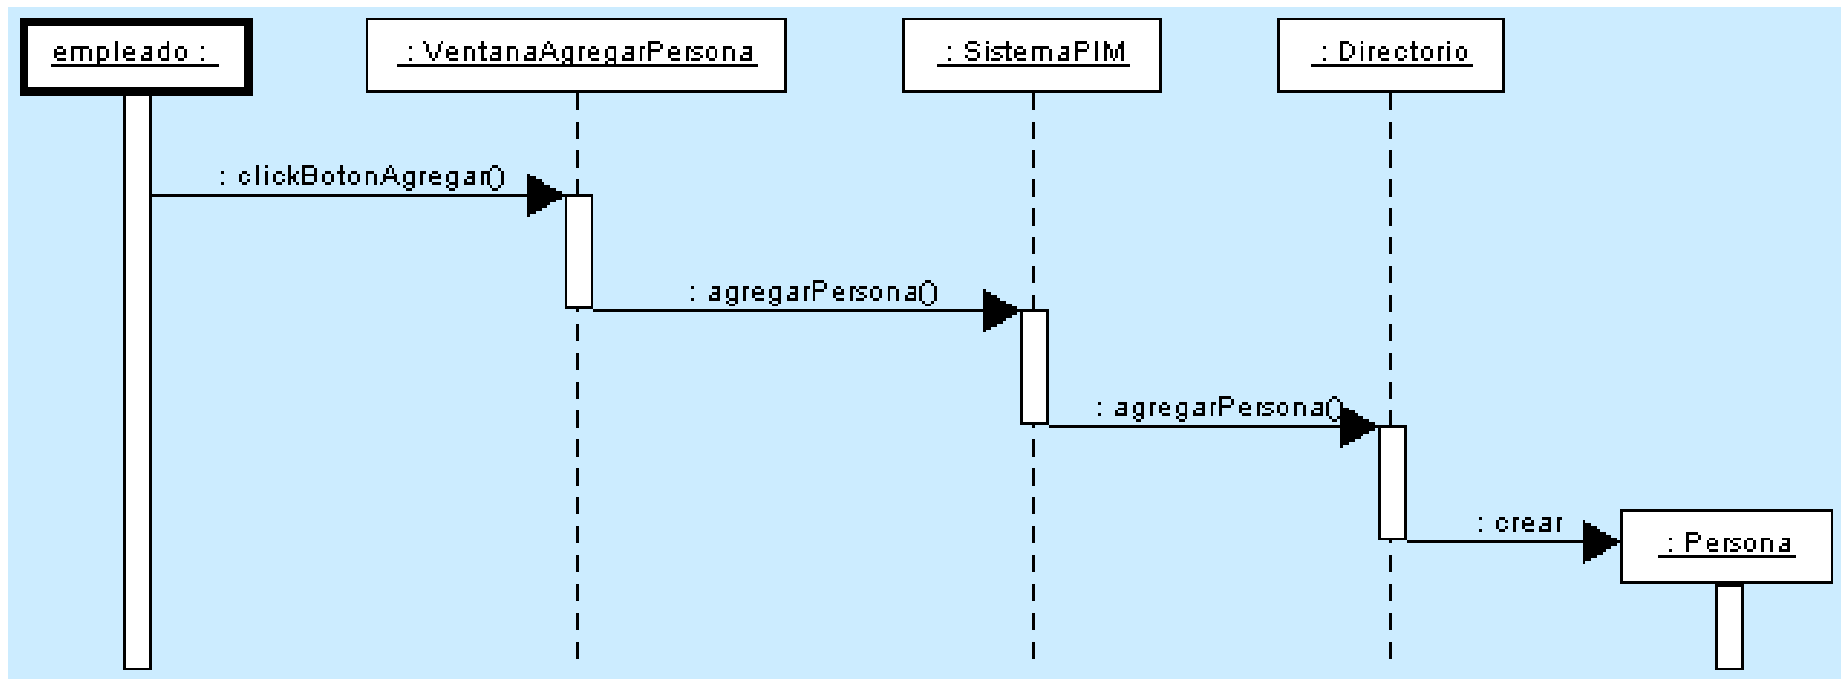 empleado :
: VentanaAgregarPersona
: SistemaPIM
: Directorio
: clickBotonAgregar()
: agregarPersona()
: agregarPersona()
: crear
: Persona